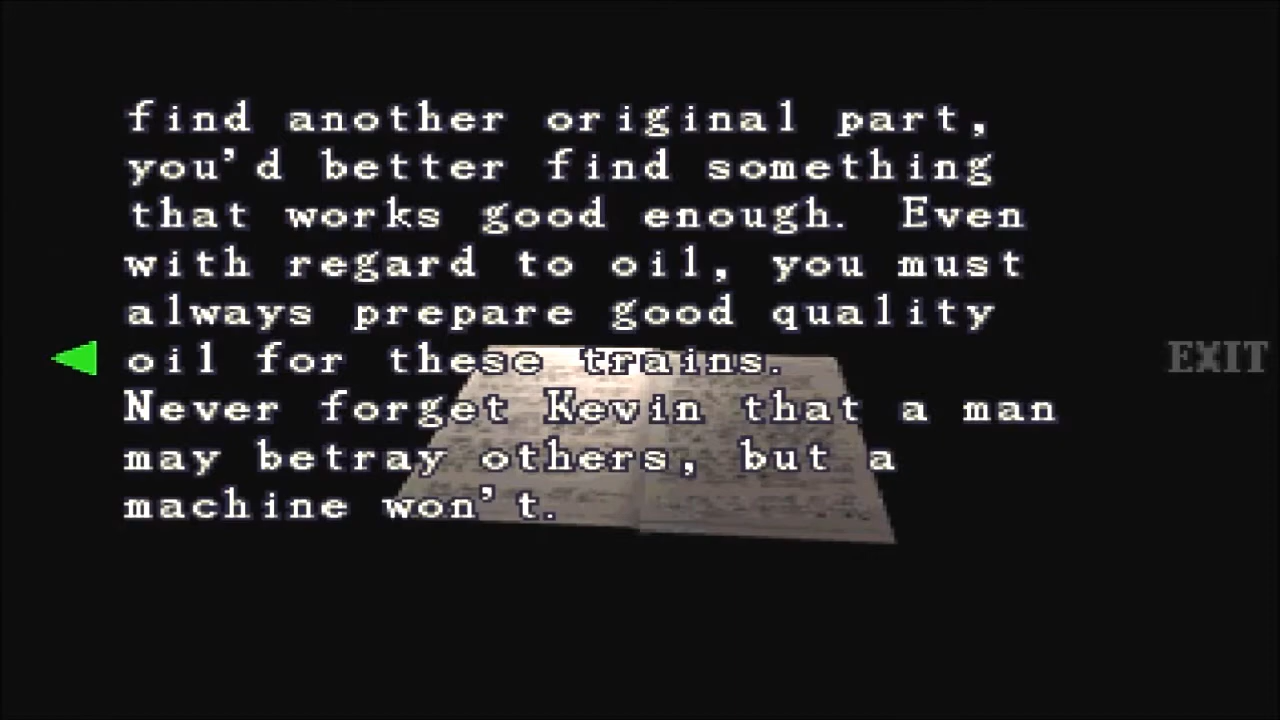 find another original part,
you'd better find something
that works good enough. Even
with regard to oil, you must
always prepare good quality
oil for these trains.
EXIT
Never forget Kevin that a man
may betray others, but a
machine won't.